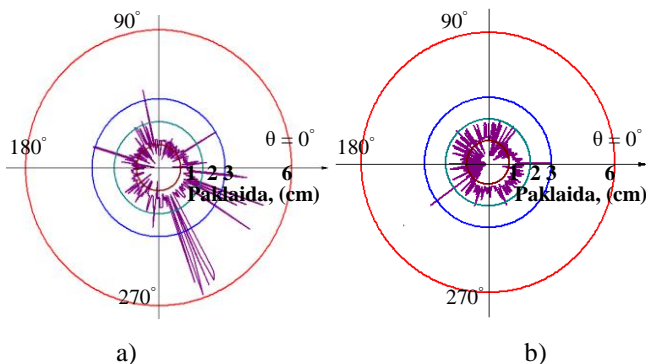 90°
180°
θ = 0°
1 2 3 6
Paklaida, (cm)
270°
a)
90°
180°
θ = 0°
1 2 3 6
Paklaida, (cm)
270°
b)